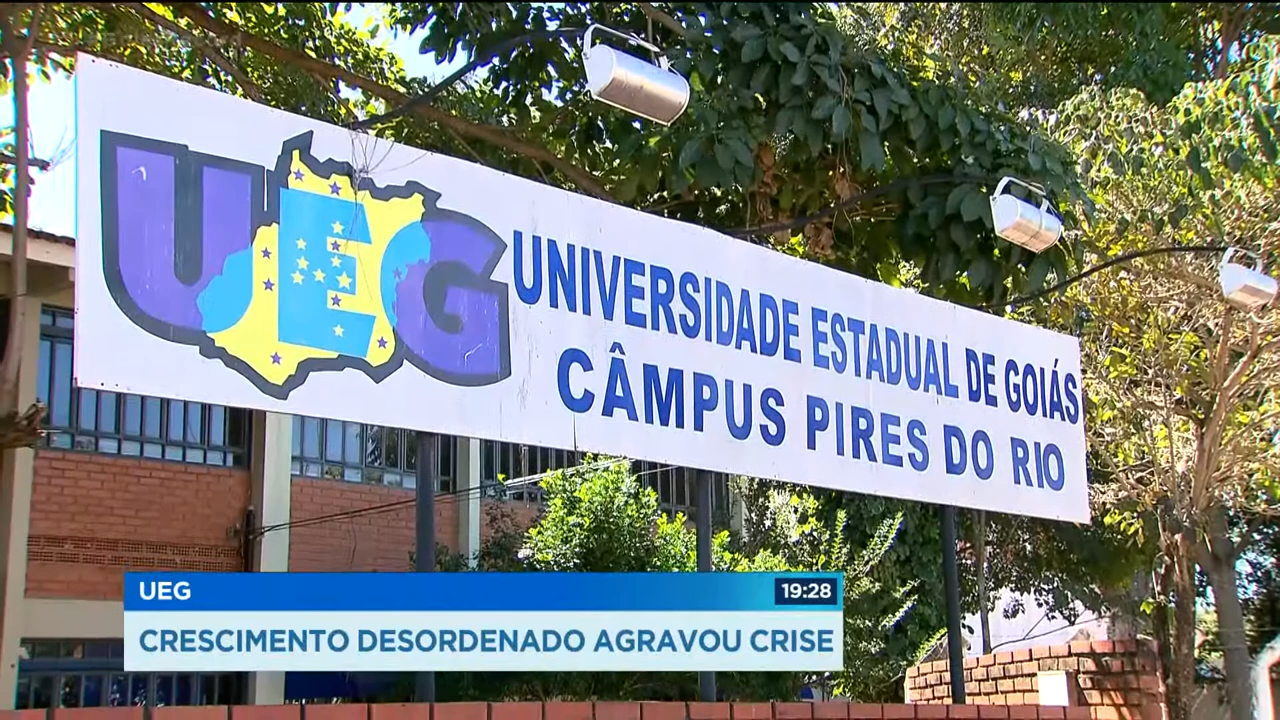 UEG
UNIVERSIDADE ESTADUAL DE GOIÁS
CÂMPUS PIRES DO RIO
UEG
19:28
CRESCIMENTO DESORDENADO AGRAVOU CRISE